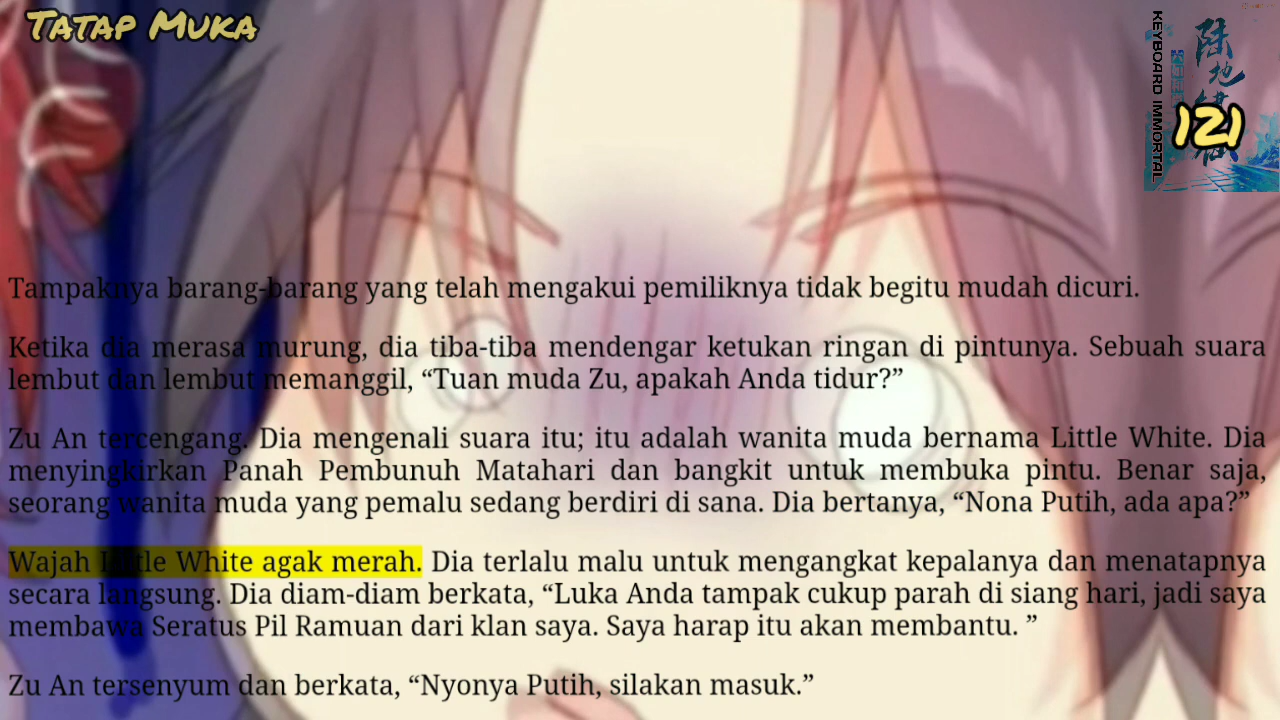 Tatap Muka
KEYBOARD IMMORTAL
121
Tampaknya barang-barang yang telah mengakui pemiliknya tidak begitu mudah dicuri.
Ketika dia merasa murung, dia tiba-tiba mendengar ketukan ringan di pintunya. Sebuah suara
lembut dan lembut memanggil, “Tuan muda Zu, apakah Anda tidur?”
Zu An tercengang. Dia mengenali suara itu; itu adalah wanita muda bernama Little White. Dia
menyingkirkan Panah Pembunuh Matahari dan bangkit untuk membuka pintu. Benar saja,
seorang wanita muda yang pemalu sedang berdiri di sana. Dia bertanya, “Nona Putih, ada apa?”
Wajah Little White agak merah. Dia terlalu malu untuk mengangkat kepalanya dan menatapnya
secara langsung. Dia diam-diam berkata, “Luka Anda tampak cukup parah di siang hari, jadi saya
membawa Seratus Pil Ramuan dari klan saya. Saya harap itu akan membantu. ”
Zu An tersenyum dan berkata, “Nyonya Putih, silakan masuk.”